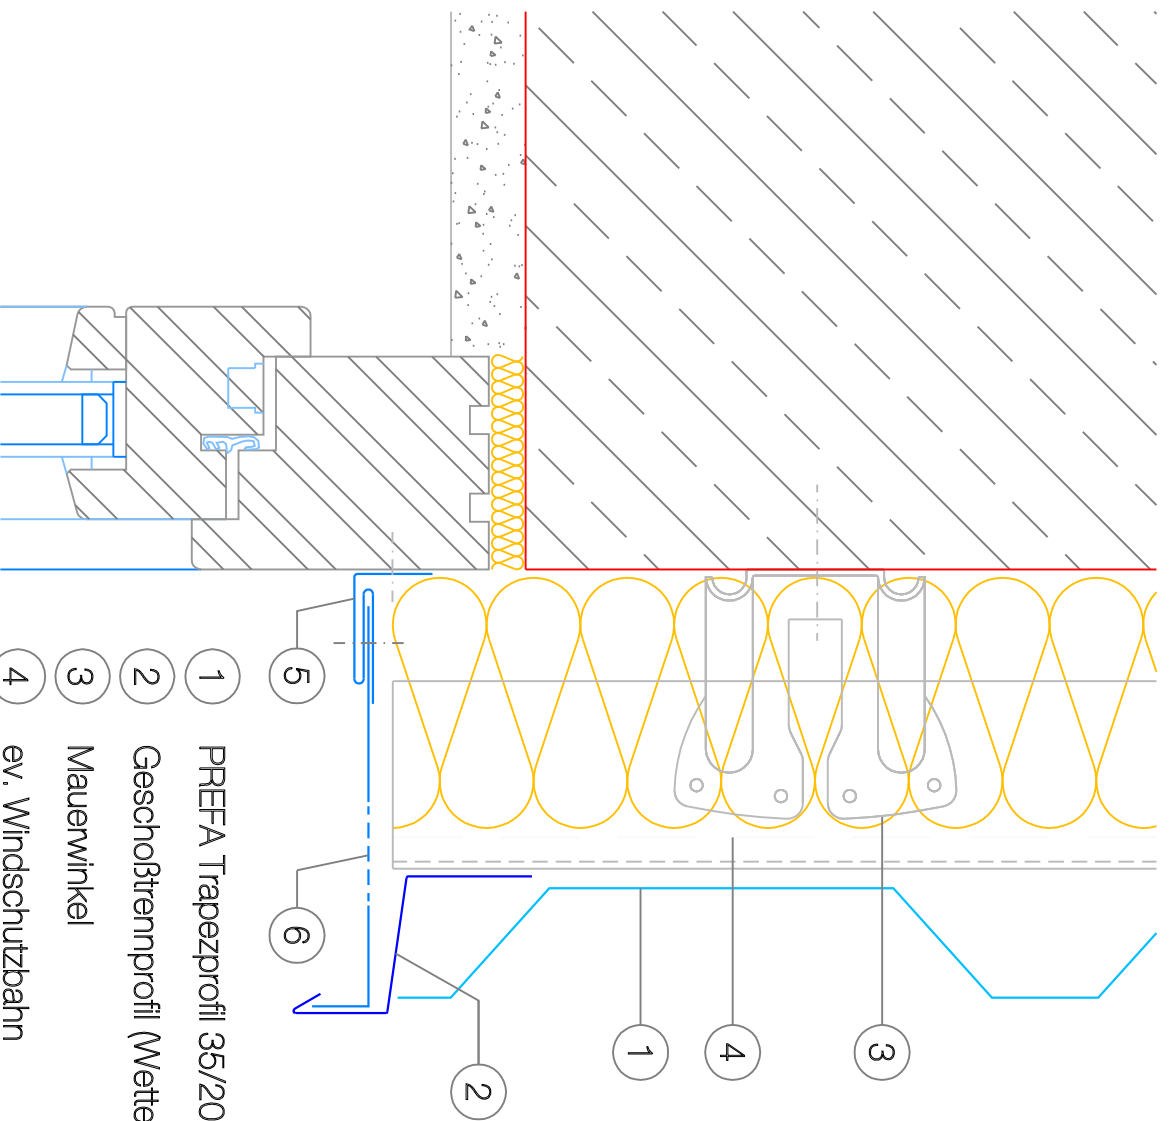 1 PREFA Trapezprofil 35/20
2 Geschoßtrennprofil (Wette
3 Mauerwinkel
4 ev. Windschutzbahn
5
6
2
1
4
3